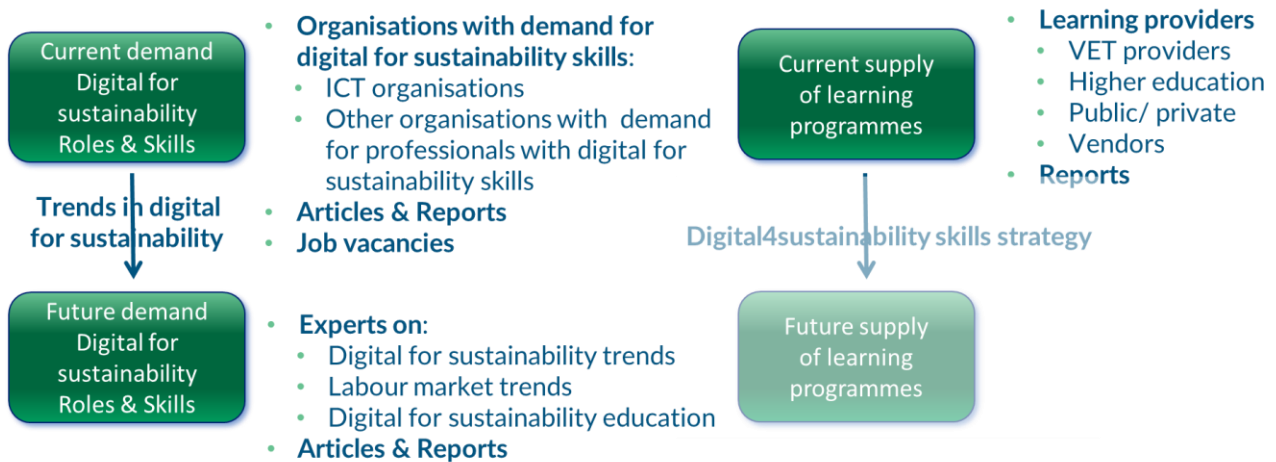 Current demand
Digital for
sustainability
Roles & Skills
• Organisations with demand for
digital for sustainability skills:
• ICT organisations
• Other organisations with demand
for professionals with digital for
sustainability skills
• Articles & Reports
• Job vacancies
Trends in digital
for sustainability
Future demand
Digital for
sustainability
Roles & Skills
• Experts on:
• Digital for sustainability trends
• Labour market trends
• Digital for sustainability education
• Articles & Reports
Current supply
of learning
programmes
• Learning providers
• VET providers
• Higher education
• Public/ private
• Vendors
• Reports
Digital4sustainability skills strategy
Future supply
of learning
programmes